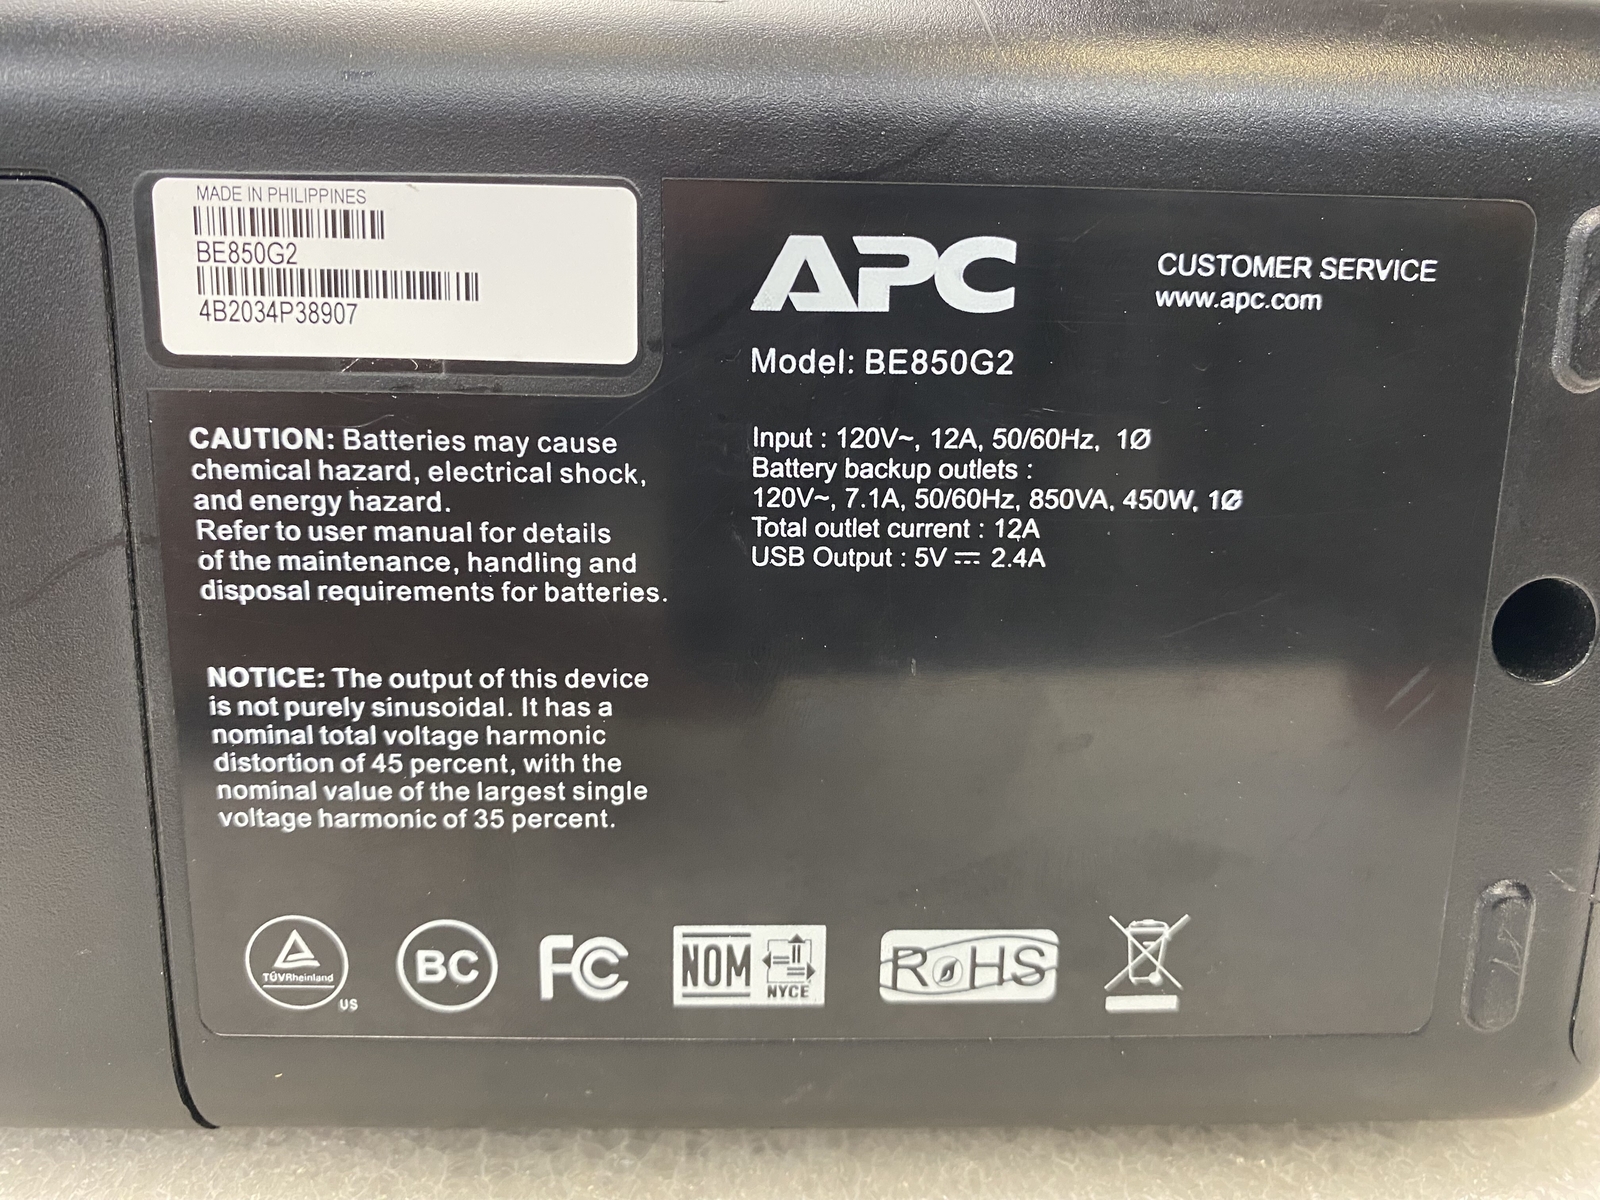 MADE IN PHILIPPINES
BE850G2
4B2034P38907
APC
CUSTOMER SERVICE
www.apc.com
Model: BE850G2
Input : 120V~, 12A, 50/60Hz, 1Ø
Battery backup outlets :
120V~, 7.1A, 50/60Hz, 850VA, 450W, 1Ø
Total outlet current : 12A
USB Output : 5V ⎓ 2.4A
CAUTION: Batteries may cause
chemical hazard, electrical shock,
and energy hazard.
Refer to user manual for details
of the maintenance, handling and
disposal requirements for batteries.
NOTICE: The output of this device
is not purely sinusoidal. It has a
nominal total voltage harmonic
distortion of 45 percent, with the
nominal value of the largest single
voltage harmonic of 35 percent.
TÜVRheinland
US
BC
FC
NOM
NYCE
RoHS